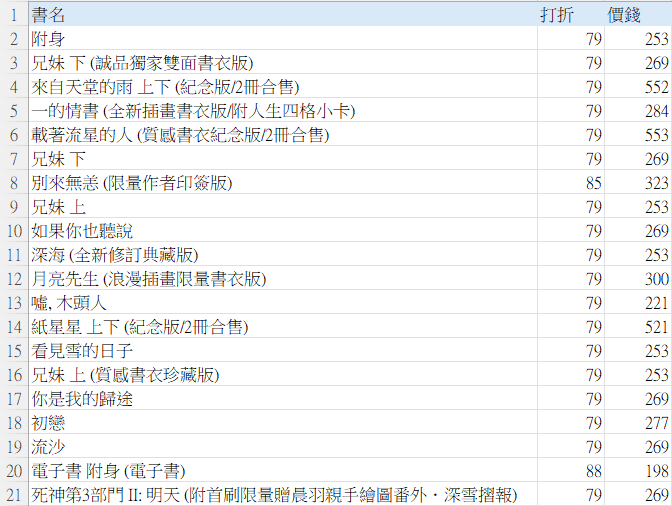 1 書名 打折 價錢
2 附身 79 253
3 兄妹 下 (誠品獨家雙面書衣版) 79 269
4 來自天堂的雨 上下 (紀念版/2冊合售) 79 552
5 一的情書 (全新插畫書衣版/附人生四格小卡) 79 284
6 載著流星的人 (質感書衣紀念版/2冊合售) 79 553
7 兄妹 下 79 269
8 別來無恙 (限量作者印簽版) 85 323
9 兄妹 上 79 253
10 如果你也聽說 79 269
11 深海 (全新修訂典藏版) 79 253
12 月亮先生 (浪漫插畫限量書衣版) 79 300
13 噓, 木頭人 79 221
14 紙星星 上下 (紀念版/2冊合售) 79 521
15 看見雪的日子 79 253
16 兄妹 上 (質感書衣珍藏版) 79 253
17 你是我的歸途 79 269
18 初戀 79 277
19 流沙 79 269
20 電子書 附身 (電子書) 88 198
21 死神第3部門 II: 明天 (附首刷限量贈晨羽親手繪圖番外・深雪摺報) 79 269